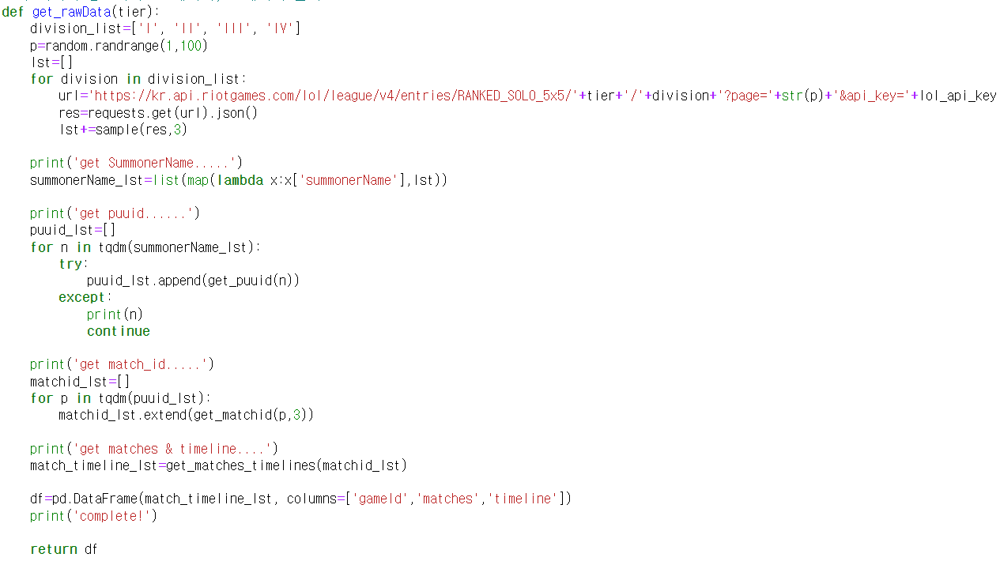 def get_rawData(tier):
    division_list=['I', 'II', 'III', 'IV']
    p=random.randrange(1,100)
    lst=[]
    for division in division_list:
        url='https://kr.api.riotgames.com/lol/league/v4/entries/RANKED_SOLO_5x5/'+tier+'/'+division+'?page='+str(p)+'&api_key='+lol_api_key
        res=requests.get(url).json()
        lst+=sample(res,3)

    print('get SummonerName.....')
    summonerName_lst=list(map(lambda x:x['summonerName'],lst))

    print('get puuid......')
    puuid_lst=[]
    for n in tqdm(summonerName_lst):
        try:
            puuid_lst.append(get_puuid(n))
        except:
            print(n)
            continue

    print('get match_id.....')
    matchid_lst=[]
    for p in tqdm(puuid_lst):
        matchid_lst.extend(get_matchid(p,3))

    print('get matches & timeline....')
    match_timeline_lst=get_matches_timelines(matchid_lst)

    df=pd.DataFrame(match_timeline_lst, columns=['gameId','matches','timeline'])
    print('complete!')

    return df